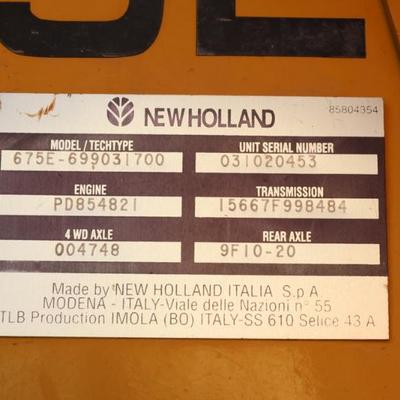 NEW HOLLAND
85804354
MODEL / TECHTYPE UNIT SERIAL NUMBER
675E-699031700 031020453
ENGINE TRANSMISSION
PD854821 15667F998484
4 WD AXLE REAR AXLE
004748 9F10-20
Made by NEW HOLLAND ITALIA S.p.A
MODENA - ITALY-Viale delle Nazioni n° 55
TLB Production IMOLA (BO) ITALY-SS 610 Selice 43 A